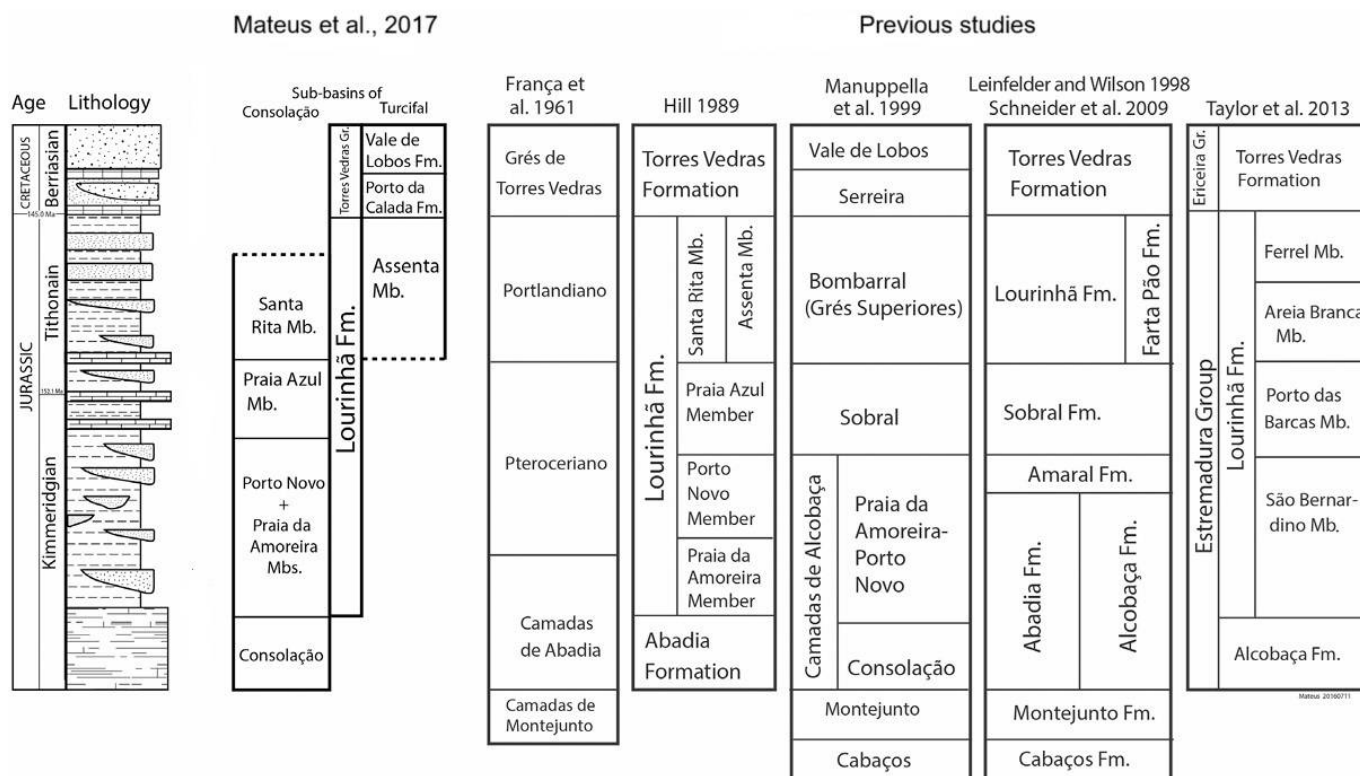 Mateus et al., 2017
Previous studies
Age
Lithology
Sub-basins of
Consolação
Turcifal
França et
al. 1961
Hill 1989
Manuppella
et al. 1999
Leinfelder and Wilson 1998
Schneider et al. 2009
Taylor et al. 2013
CRETACEOUS
Berriasian
145.0 Ma
JURASSIC
Tithonain
152.1 Ma
Kimmeridgian
Torres Vedras Gr.
Vale de
Lobos Fm.
Porto da
Calada Fm.
Lourinhã Fm.
Assenta
Mb.
Santa
Rita Mb.
Praia Azul
Mb.
Porto Novo
+
Praia da
Amoreira
Mbs.
Consolação
Grés de
Torres Vedras
Portlandiano
Pteroceriano
Camadas
de Abadia
Camadas de
Montejunto
Torres Vedras
Formation
Lourinhã Fm.
Santa Rita Mb.
Assenta Mb.
Praia Azul
Member
Porto
Novo
Member
Praia da
Amoreira
Member
Abadia
Formation
Vale de Lobos
Serreira
Bombarral
(Grés Superiores)
Sobral
Camadas de Alcobaça
Praia da
Amoreira-
Porto
Novo
Consolação
Montejunto
Cabaços
Torres Vedras
Formation
Lourinhã Fm.
Farta Pão Fm.
Sobral Fm.
Amaral Fm.
Abadia Fm.
Alcobaça Fm.
Montejunto Fm.
Cabaços Fm.
Ericeira Gr.
Torres Vedras
Formation
Estremadura Group
Lourinhã Fm.
Ferrel Mb.
Areia Branca
Mb.
Porto das
Barcas Mb.
São Bernar-
dino Mb.
Alcobaça Fm.
Mateus 20160711